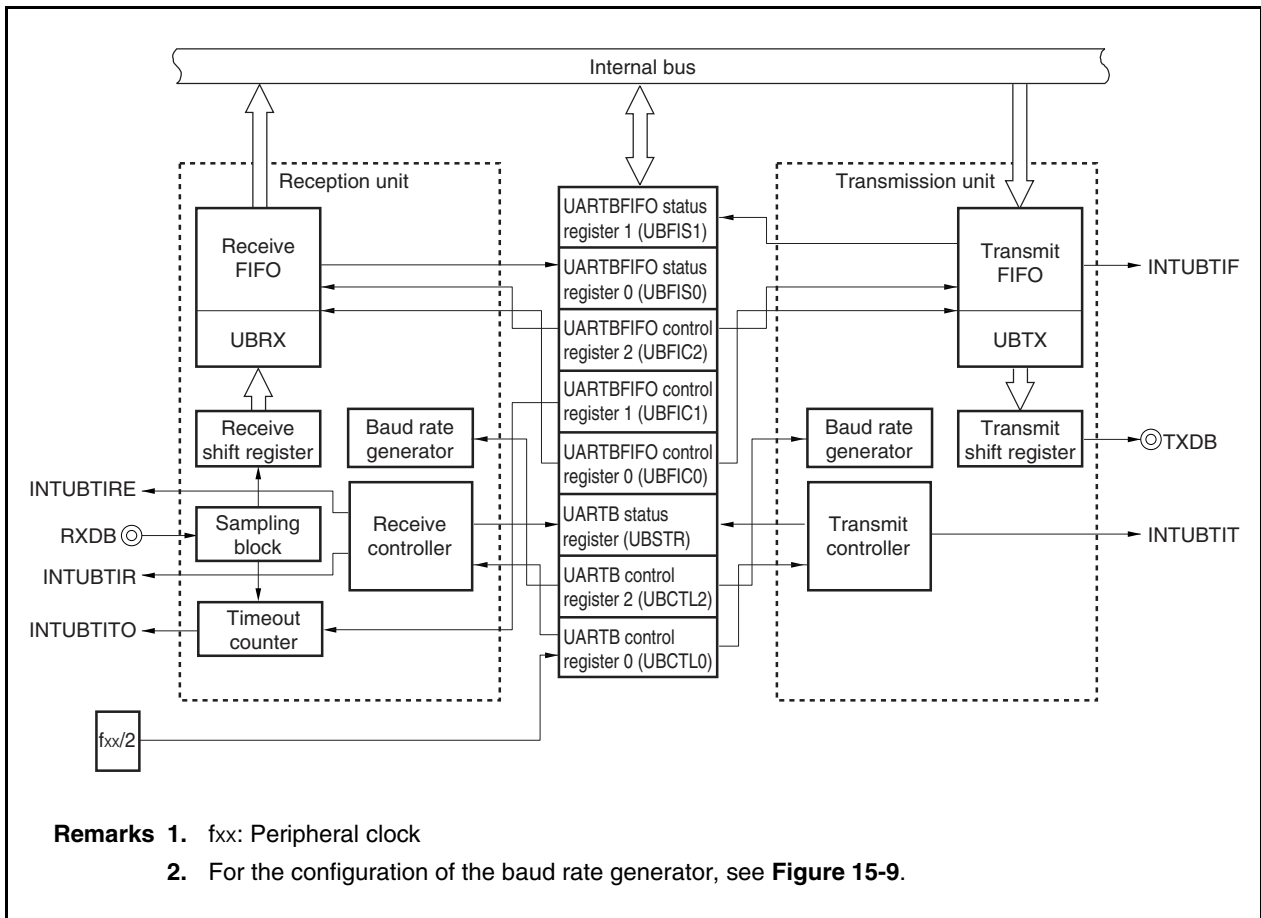 Internal bus
Reception unit
Transmission unit
Receive
FIFO
UBRX
Receive
shift register
Baud rate
generator
INTUBTIRE
RXDB
Sampling
block
Receive
controller
INTUBTIR
INTUBTITO
Timeout
counter
fxx/2
UARTBFIFO status
register 1 (UBFIS1)
UARTBFIFO status
register 0 (UBFIS0)
UARTBFIFO control
register 2 (UBFIC2)
UARTBFIFO control
register 1 (UBFIC1)
UARTBFIFO control
register 0 (UBFIC0)
UARTB status
register (UBSTR)
UARTB control
register 2 (UBCTL2)
UARTB control
register 0 (UBCTL0)
Transmit
FIFO
UBTX
INTUBTIF
Baud rate
generator
Transmit
shift register
TXDB
Transmit
controller
INTUBTIT
Remarks 1. fxx: Peripheral clock
2. For the configuration of the baud rate generator, see Figure 15-9.